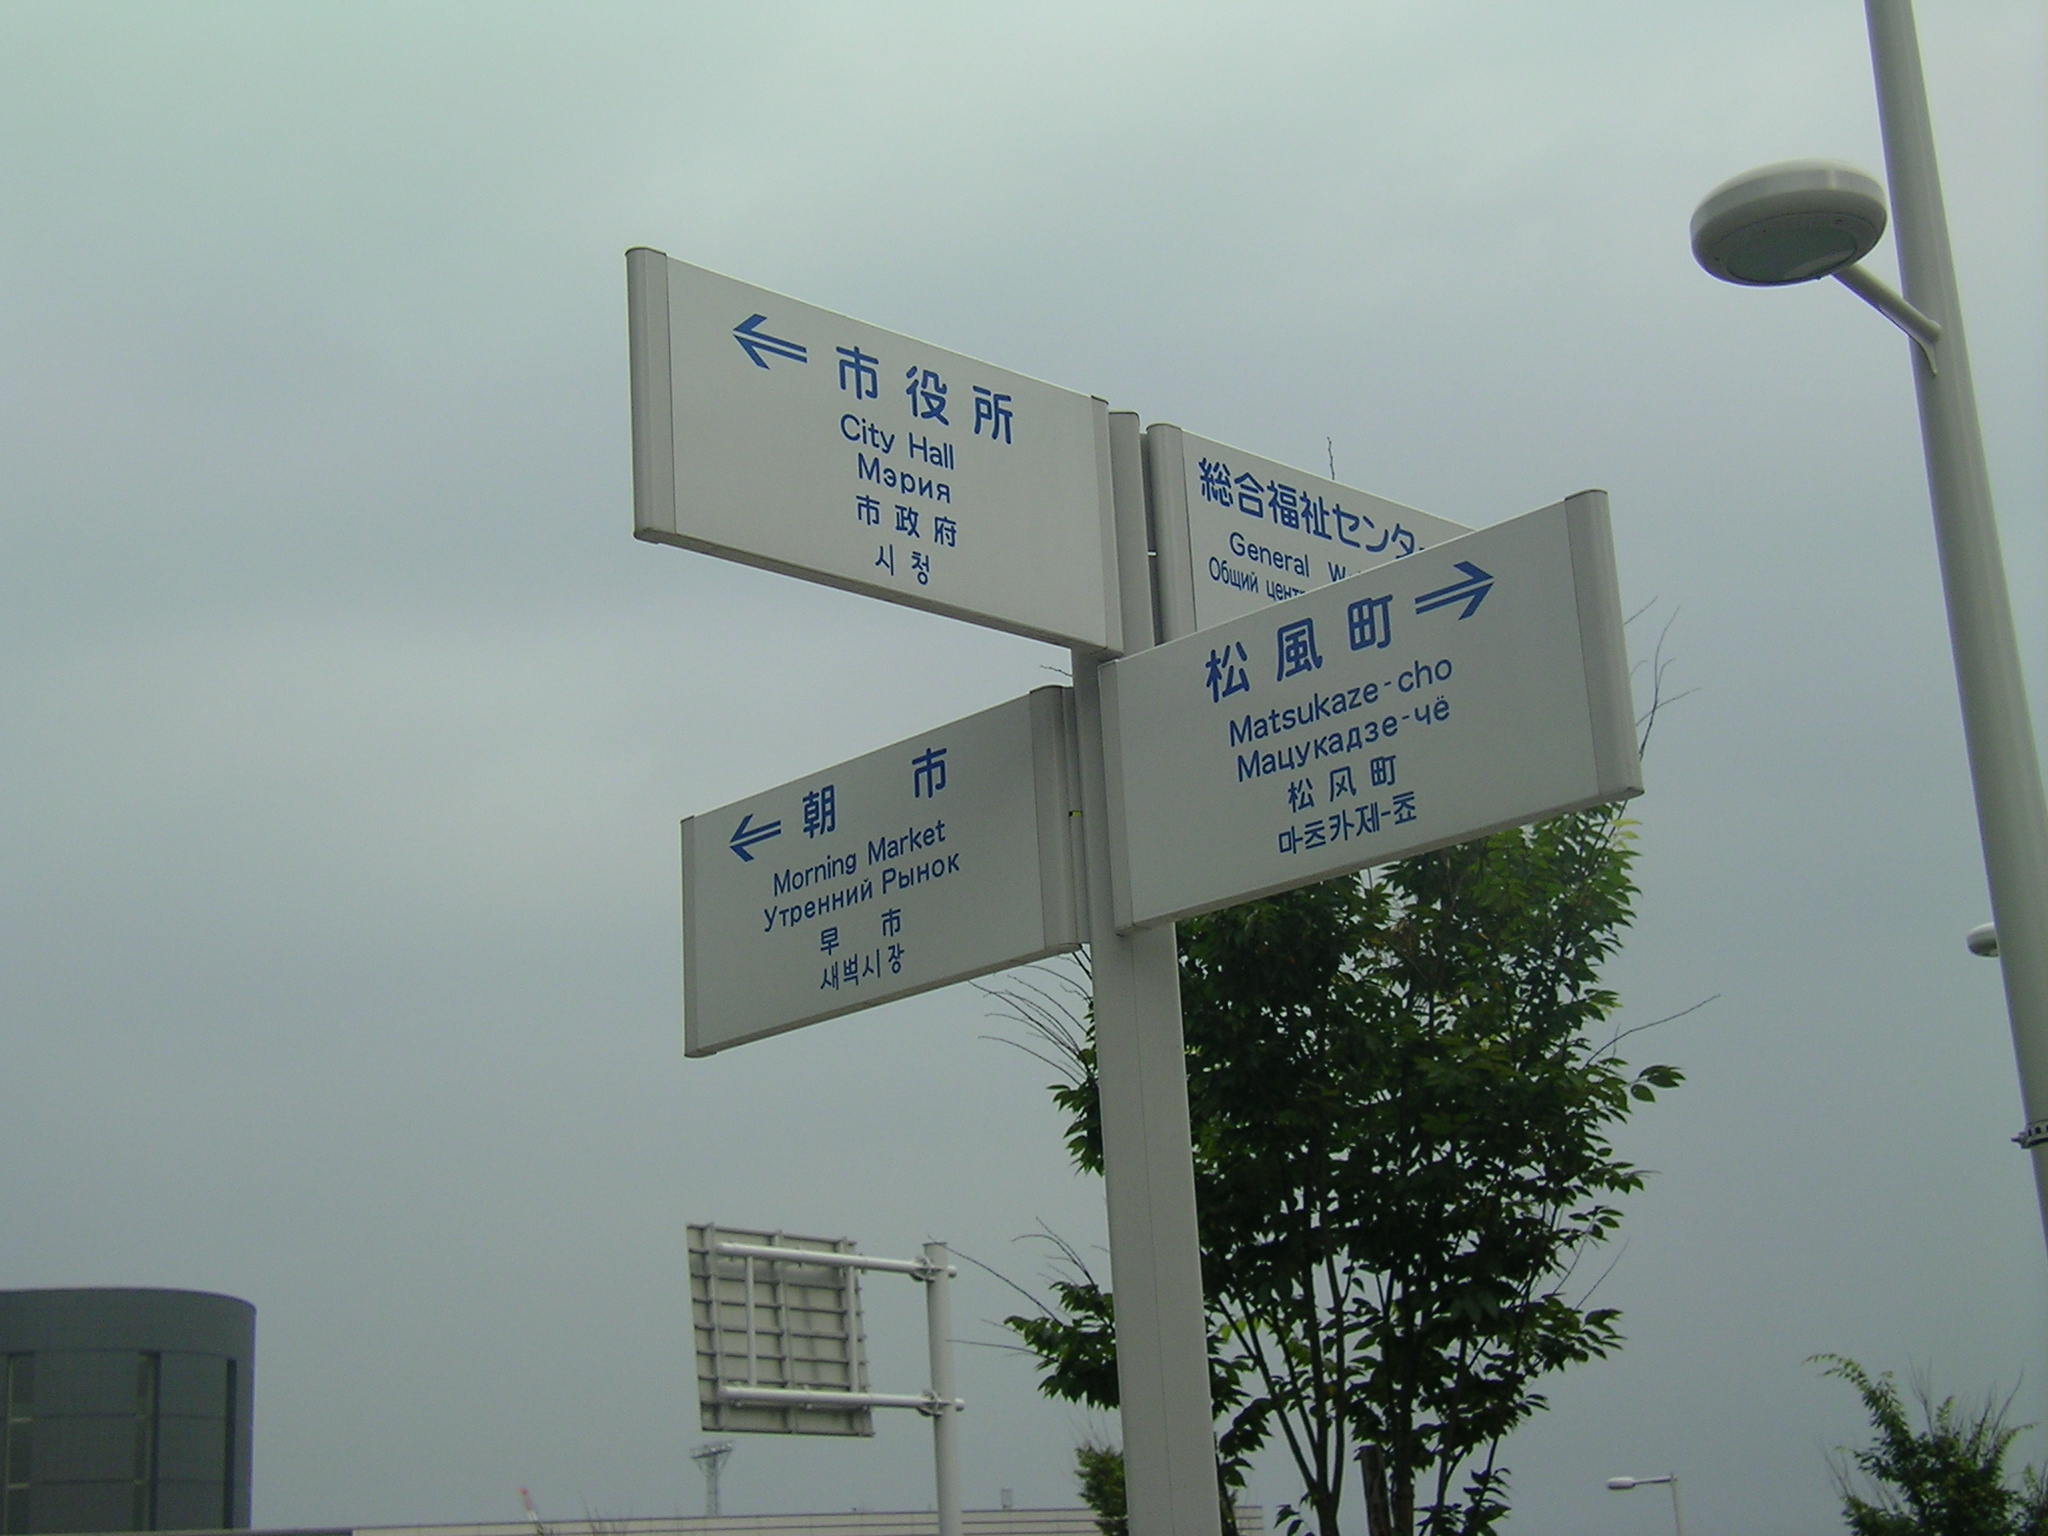 市役所
City Hall
Мэрия
市政府
시청
総合福祉センター
General
Общий
松風町
Matsukaze-cho
Мацукадзе-чё
松风町
마츠카제-쵸
朝 市
Morning Market
Утренний Рынок
早 市
새벽시장